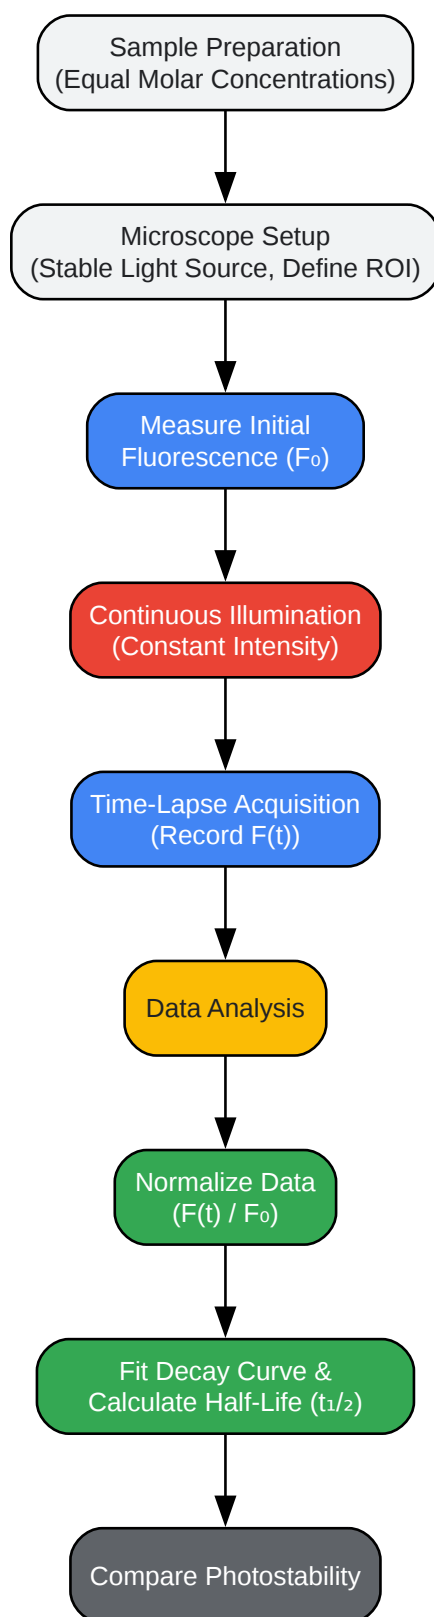 Sample Preparation
(Equal Molar Concentrations)
Microscope Setup
(Stable Light Source, Define ROI)
Measure Initial
Fluorescence (F₀)
Continuous Illumination
(Constant Intensity)
Time-Lapse Acquisition
(Record F(t))
Data Analysis
Normalize Data
(F(t) / F₀)
Fit Decay Curve &
Calculate Half-Life (t₁/₂)
Compare Photostability